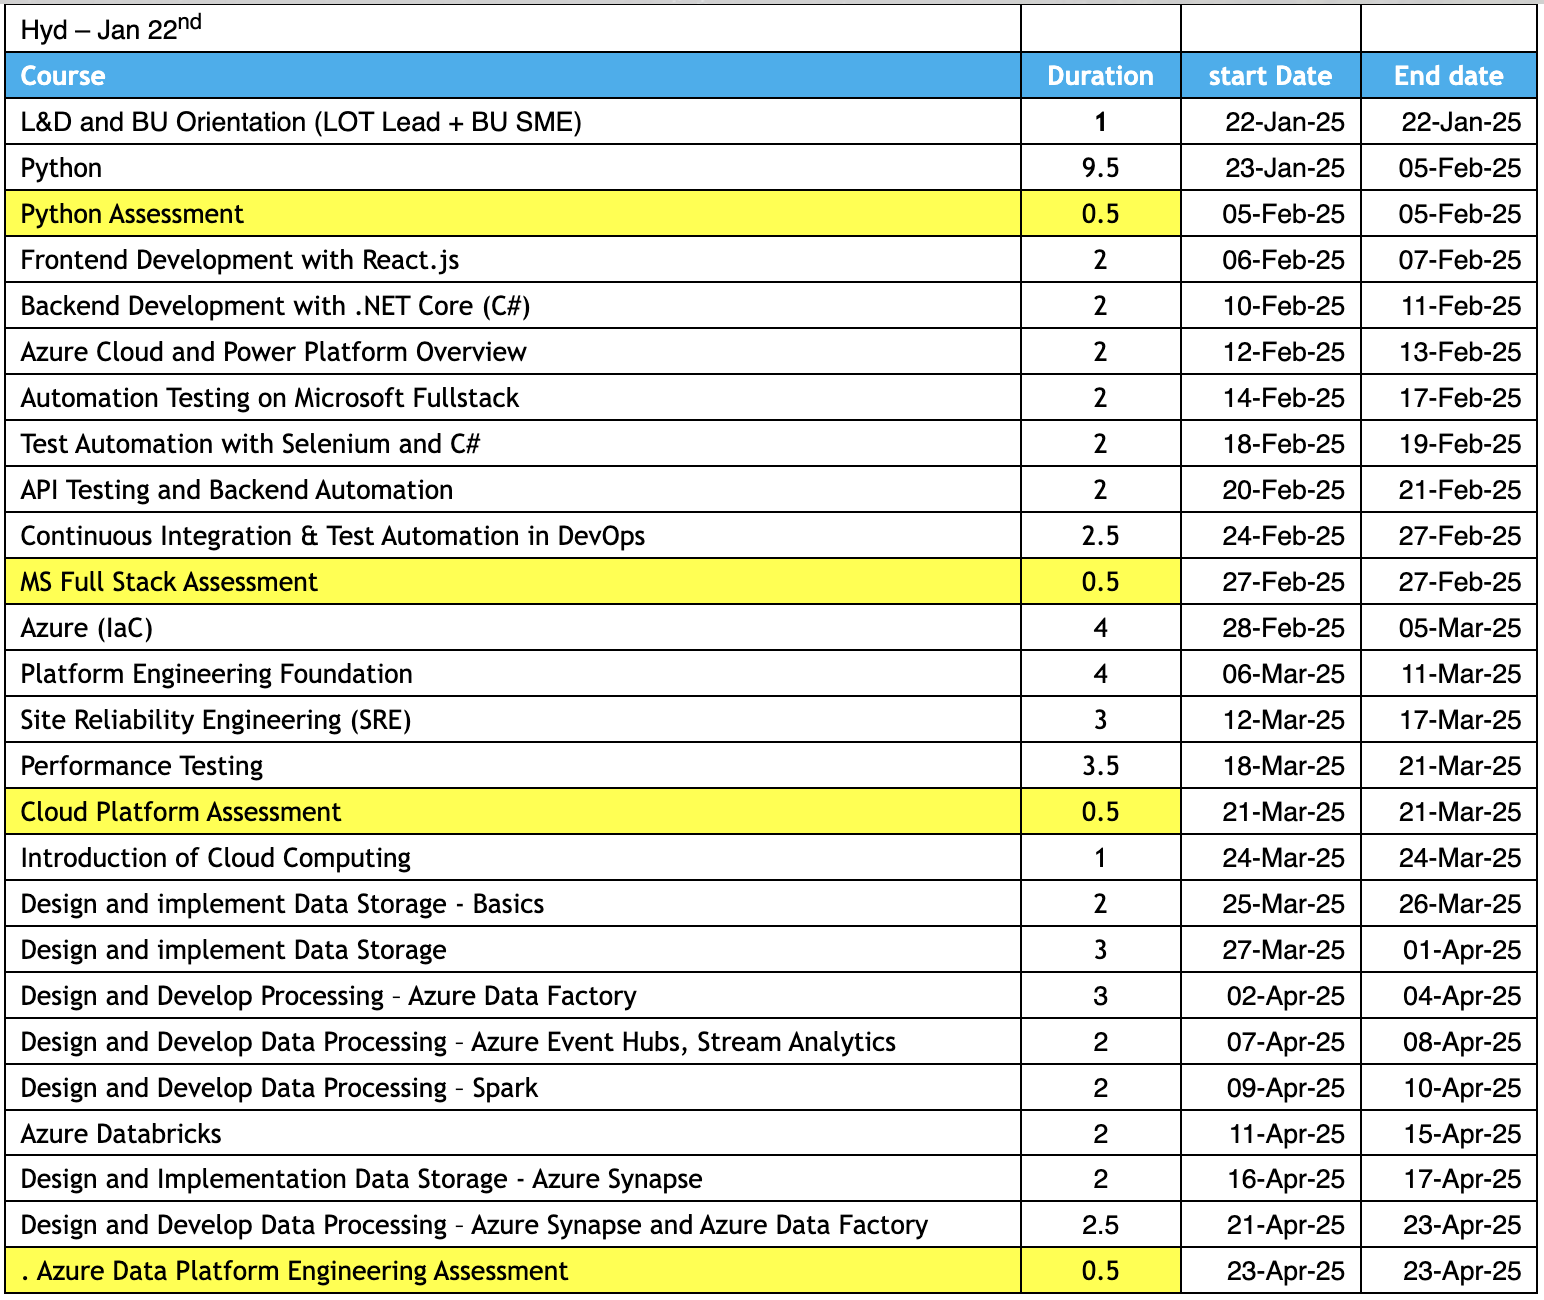 Hyd – Jan 22nd
Course Duration start Date End date
L&D and BU Orientation (LOT Lead + BU SME) 1 22-Jan-25 22-Jan-25
Python 9.5 23-Jan-25 05-Feb-25
Python Assessment 0.5 05-Feb-25 05-Feb-25
Frontend Development with React.js 2 06-Feb-25 07-Feb-25
Backend Development with .NET Core (C#) 2 10-Feb-25 11-Feb-25
Azure Cloud and Power Platform Overview 2 12-Feb-25 13-Feb-25
Automation Testing on Microsoft Fullstack 2 14-Feb-25 17-Feb-25
Test Automation with Selenium and C# 2 18-Feb-25 19-Feb-25
API Testing and Backend Automation 2 20-Feb-25 21-Feb-25
Continuous Integration & Test Automation in DevOps 2.5 24-Feb-25 27-Feb-25
MS Full Stack Assessment 0.5 27-Feb-25 27-Feb-25
Azure (IaC) 4 28-Feb-25 05-Mar-25
Platform Engineering Foundation 4 06-Mar-25 11-Mar-25
Site Reliability Engineering (SRE) 3 12-Mar-25 17-Mar-25
Performance Testing 3.5 18-Mar-25 21-Mar-25
Cloud Platform Assessment 0.5 21-Mar-25 21-Mar-25
Introduction of Cloud Computing 1 24-Mar-25 24-Mar-25
Design and implement Data Storage - Basics 2 25-Mar-25 26-Mar-25
Design and implement Data Storage 3 27-Mar-25 01-Apr-25
Design and Develop Processing – Azure Data Factory 3 02-Apr-25 04-Apr-25
Design and Develop Data Processing – Azure Event Hubs, Stream Analytics 2 07-Apr-25 08-Apr-25
Design and Develop Data Processing – Spark 2 09-Apr-25 10-Apr-25
Azure Databricks 2 11-Apr-25 15-Apr-25
Design and Implementation Data Storage - Azure Synapse 2 16-Apr-25 17-Apr-25
Design and Develop Data Processing – Azure Synapse and Azure Data Factory 2.5 21-Apr-25 23-Apr-25
. Azure Data Platform Engineering Assessment 0.5 23-Apr-25 23-Apr-25